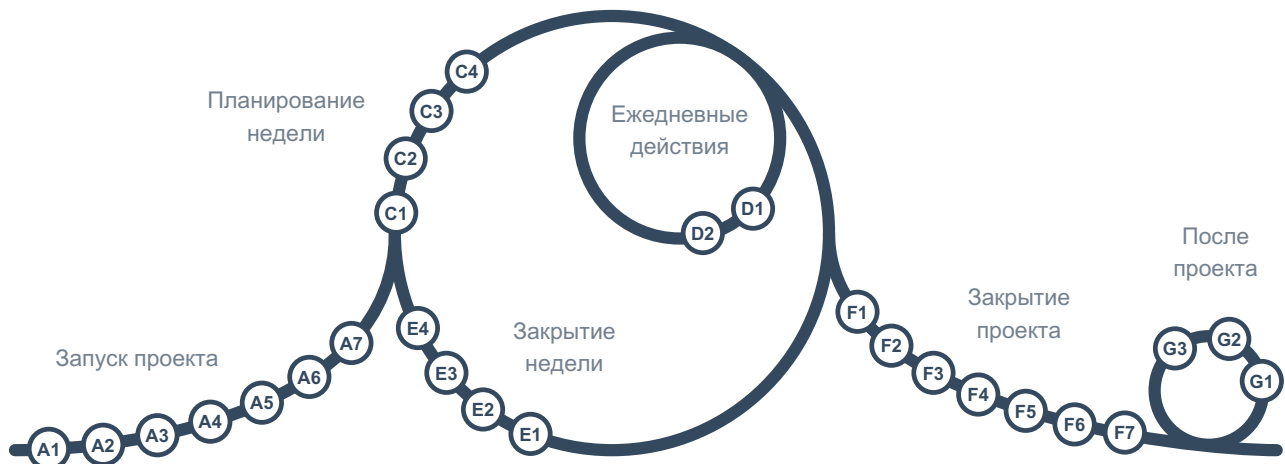 Запуск проекта
A1
A2
A3
A4
A5
A6
A7
Планирование
недели
C1
C2
C3
C4
Ежедневные
действия
D1
D2
Закрытие
недели
E1
E2
E3
E4
Закрытие
проекта
F1
F2
F3
F4
F5
F6
F7
После
проекта
G1
G2
G3